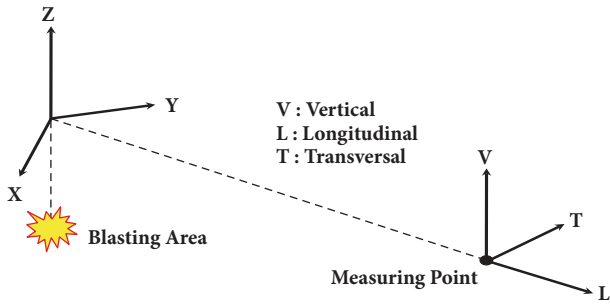 Z
Y
X
Blasting Area
V : Vertical
L : Longitudinal
T : Transversal
V
T
L
Measuring Point